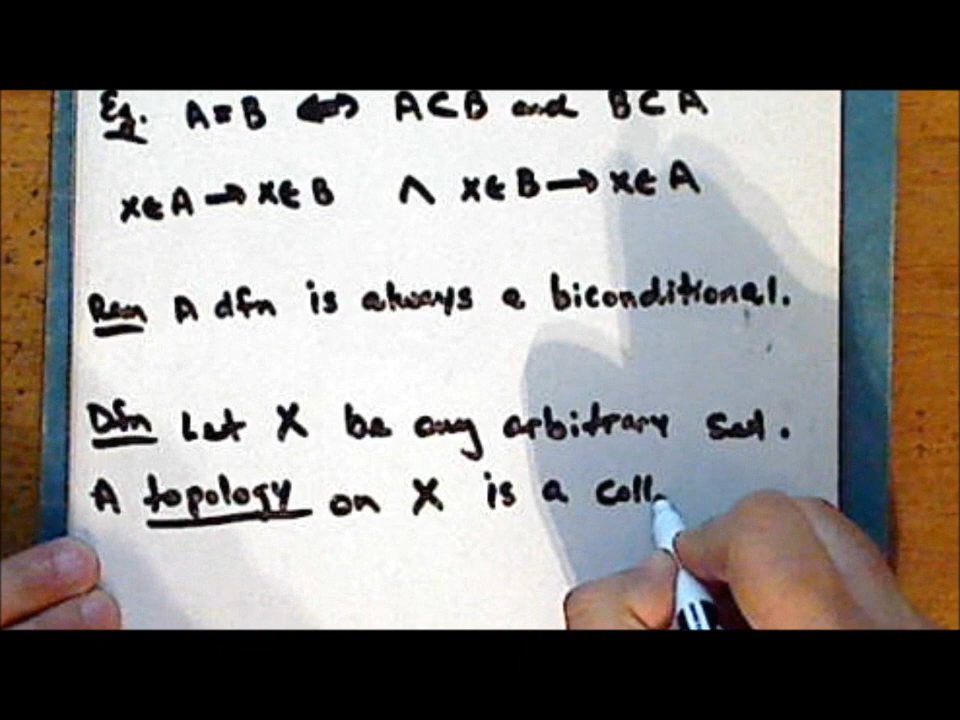 Eg. A=B ⟺ A⊂B and B⊂A
x∈A → x∈B ∧ x∈B → x∈A
Rem A dfn is always a biconditional.
Dfn Let X be any arbitrary set.
A topology on X is a coll